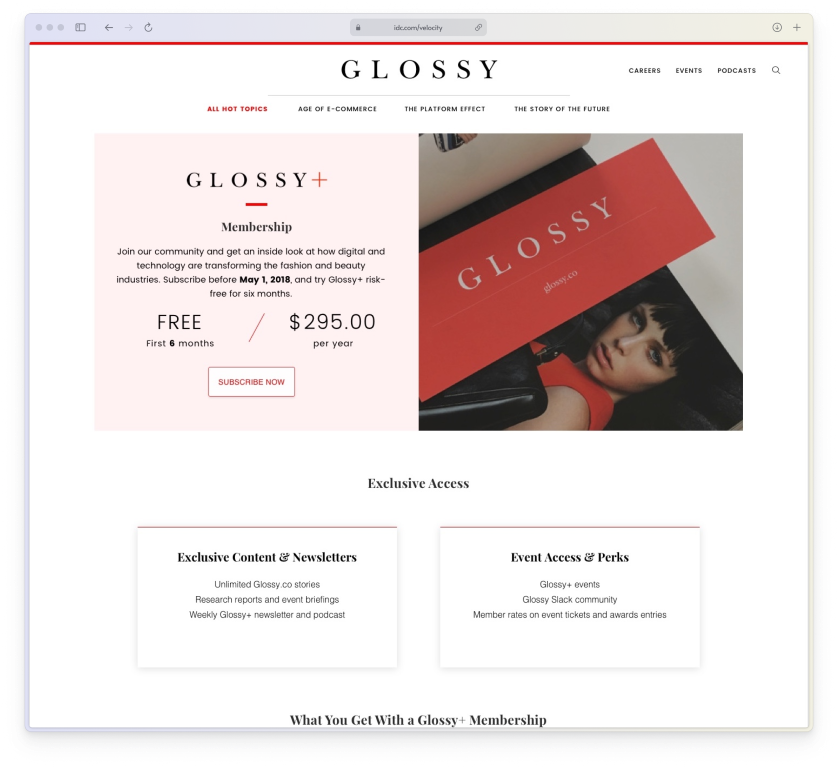 idc.com/velocity
GLOSSY
CAREERS EVENTS PODCASTS
ALL HOT TOPICS AGE OF E-COMMERCE THE PLATFORM EFFECT THE STORY OF THE FUTURE
GLOSSY+
Membership
Join our community and get an inside look at how digital and
technology are transforming the fashion and beauty
industries. Subscribe before May 1, 2018, and try Glossy+ risk-
free for six months.
FREE / $295.00
First 6 months per year
SUBSCRIBE NOW
GLOSSY
glossy.co
Exclusive Access
Exclusive Content & Newsletters
Unlimited Glossy.co stories
Research reports and event briefings
Weekly Glossy+ newsletter and podcast
Event Access & Perks
Glossy+ events
Glossy Slack community
Member rates on event tickets and awards entries
What You Get With a Glossy+ Membership